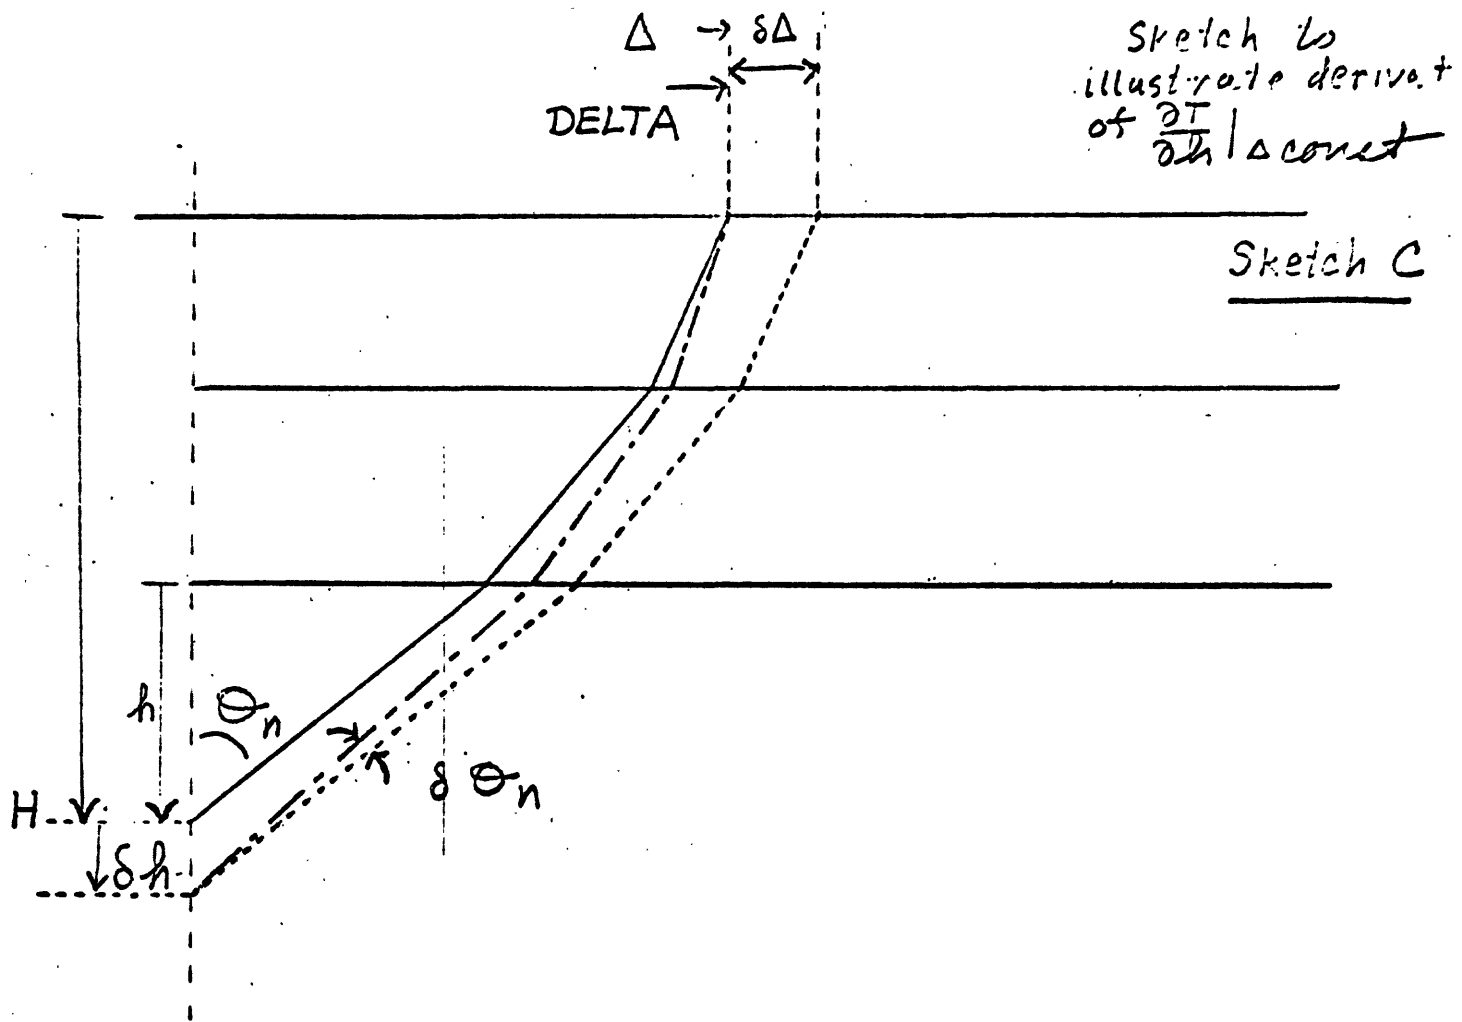 Δ → δΔ
DELTA
Sketch to
illustrate derivat
of ∂T/∂h | Δ const
Sketch C
h
Θn
δ Θn
H
δh